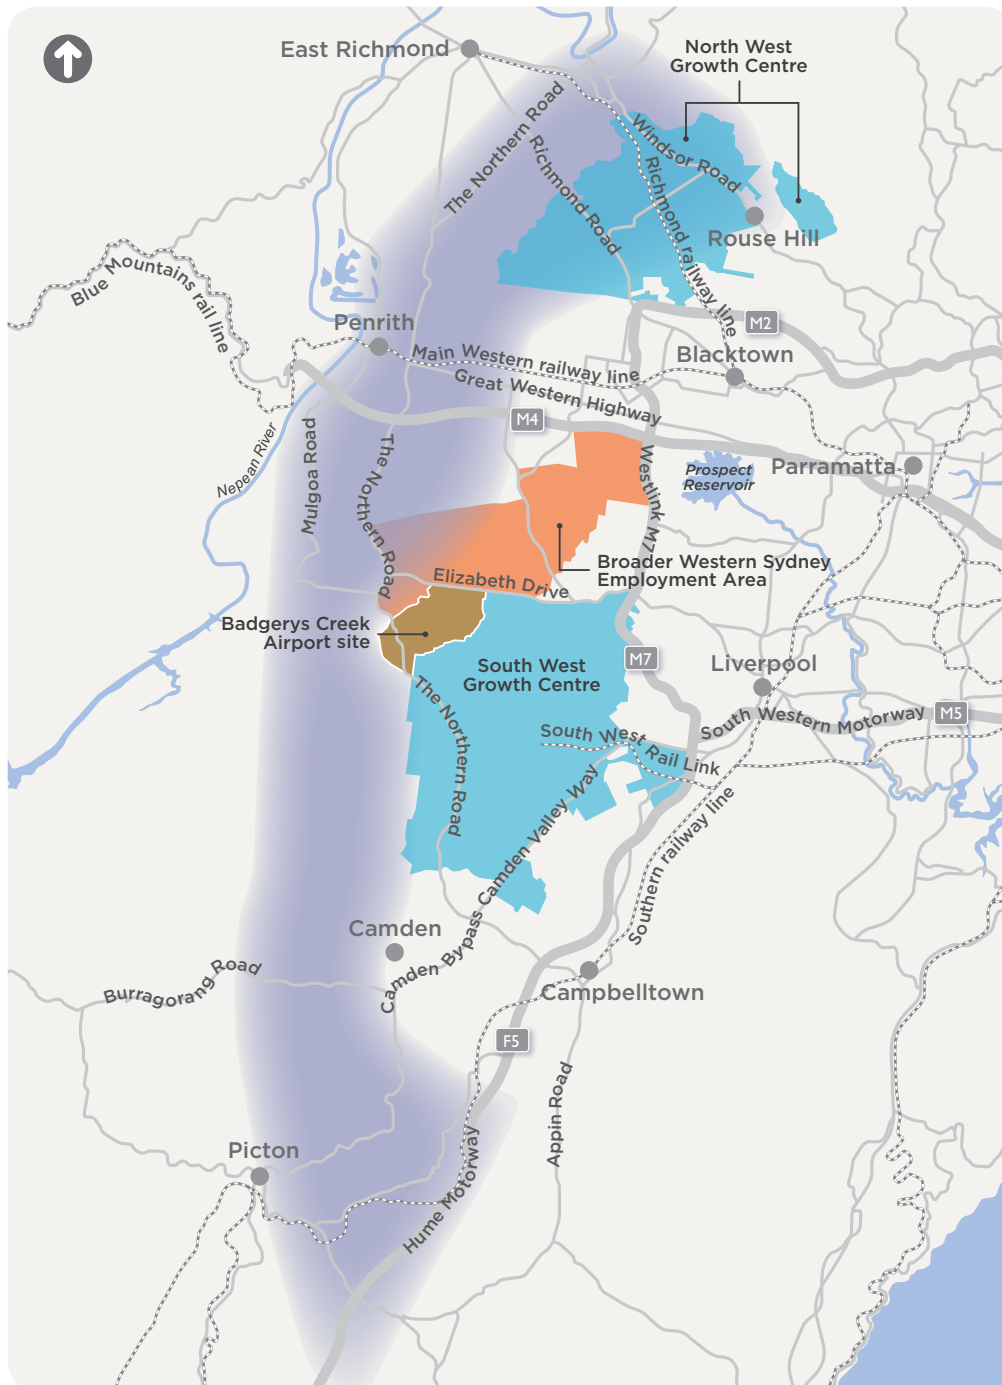 East Richmond
North West
Growth Centre
The Northern Road
Windsor Road
Richmond Road
Richmond railway line
Rouse Hill
Blue Mountains rail line
Penrith
M2
Main Western railway line
Blacktown
Great Western Highway
M4
Nepean River
Mulgoa Road
The Northern Road
Westlink M7
Prospect
Reservoir
Parramatta
Broader Western Sydney
Employment Area
Elizabeth Drive
Badgerys Creek
Airport site
South West
Growth Centre
M7
Liverpool
The Northern Road
South Western Motorway
M5
South West Rail Link
Camden Valley Way
Southern railway line
Camden
Camden Bypass
Burragorang Road
Campbelltown
F5
Appin Road
Picton
Hume Motorway